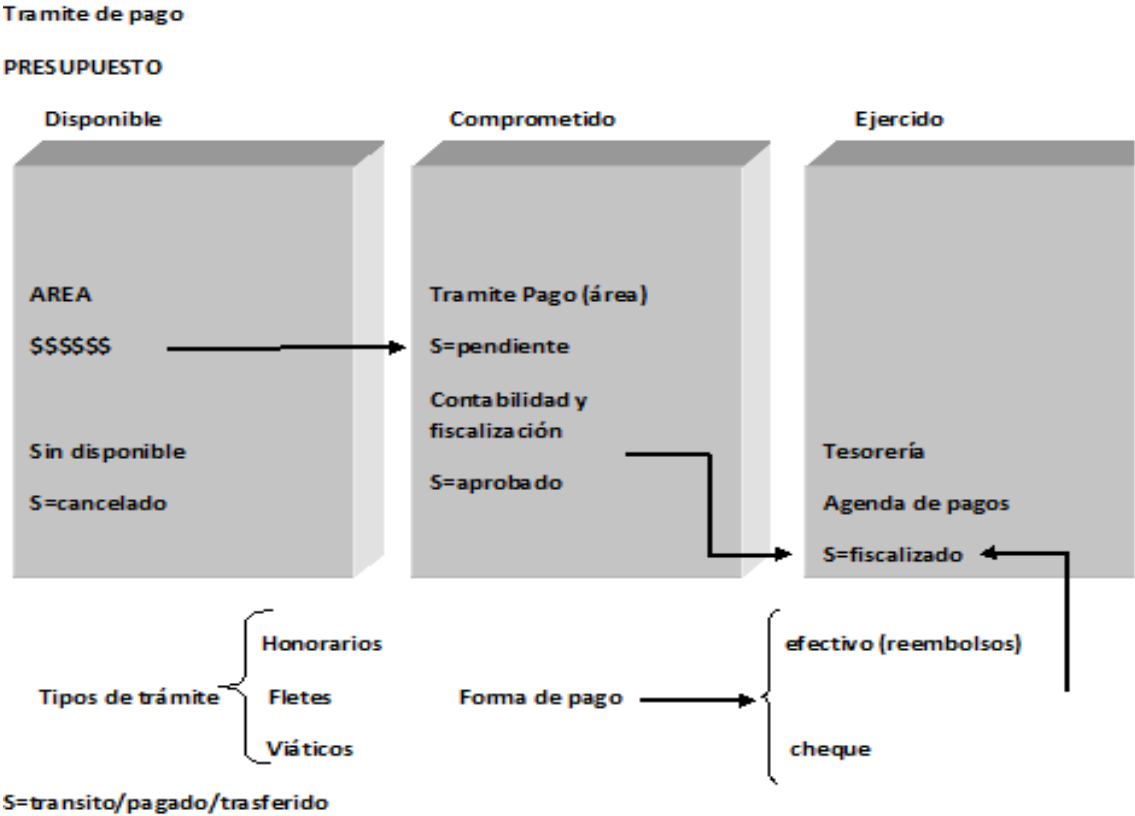 Tramite de pago
PRESUPUESTO
Disponible
Comprometido
Ejercido
AREA
$$$$$$
Sin disponible
S=cancelado
Tramite Pago (área)
S=pendiente
Contabilidad y
fiscalización
S=aprobado
Tesorería
Agenda de pagos
S=fiscalizado
Tipos de trámite
Honorarios
Fletes
Viáticos
Forma de pago
efectivo (reembolsos)
cheque
S=transito/pagado/trasferido